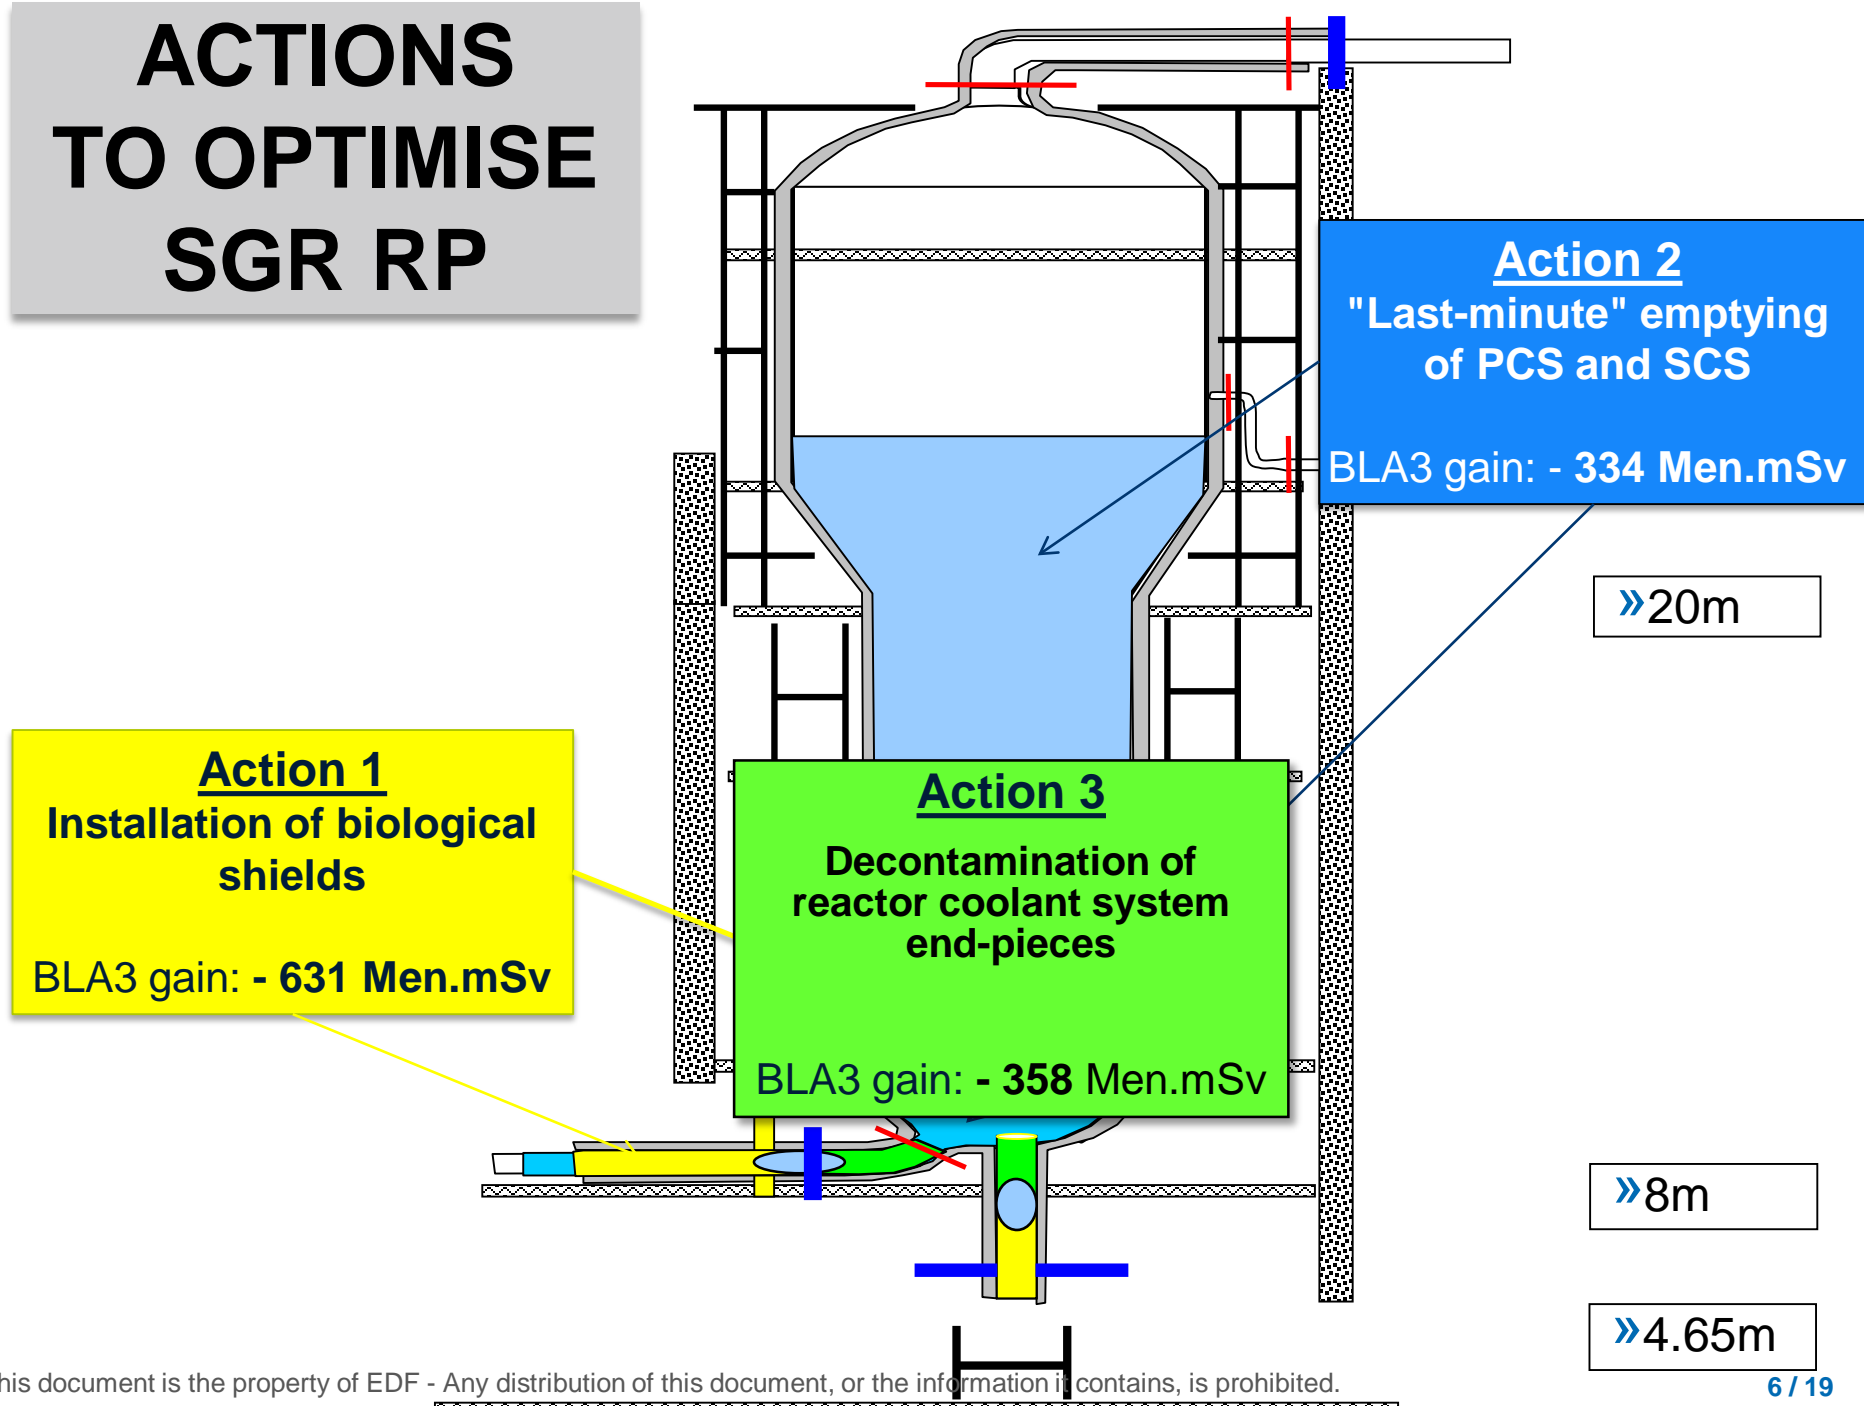 ACTIONS
TO OPTIMISE
SGR RP
Action 2
"Last-minute" emptying
of PCS and SCS
BLA3 gain: - 334 Men.mSv
»20m
Action 1
Installation of biological
shields
BLA3 gain: - 631 Men.mSv
Action 3
Decontamination of
reactor coolant system
end-pieces
BLA3 gain: - 358 Men.mSv
»8m
»4.65m
his document is the property of EDF - Any distribution of this document, or the information it contains, is prohibited.
6 / 19